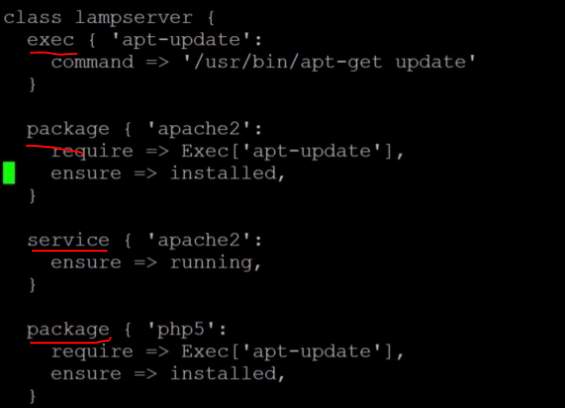 class lampserver {
  exec { 'apt-update':
    command => '/usr/bin/apt-get update'
  }
  package { 'apache2':
    require => Exec['apt-update'],
    ensure => installed,
  }
  service { 'apache2':
    ensure => running,
  }
  package { 'php5':
    require => Exec['apt-update'],
    ensure => installed,
  }